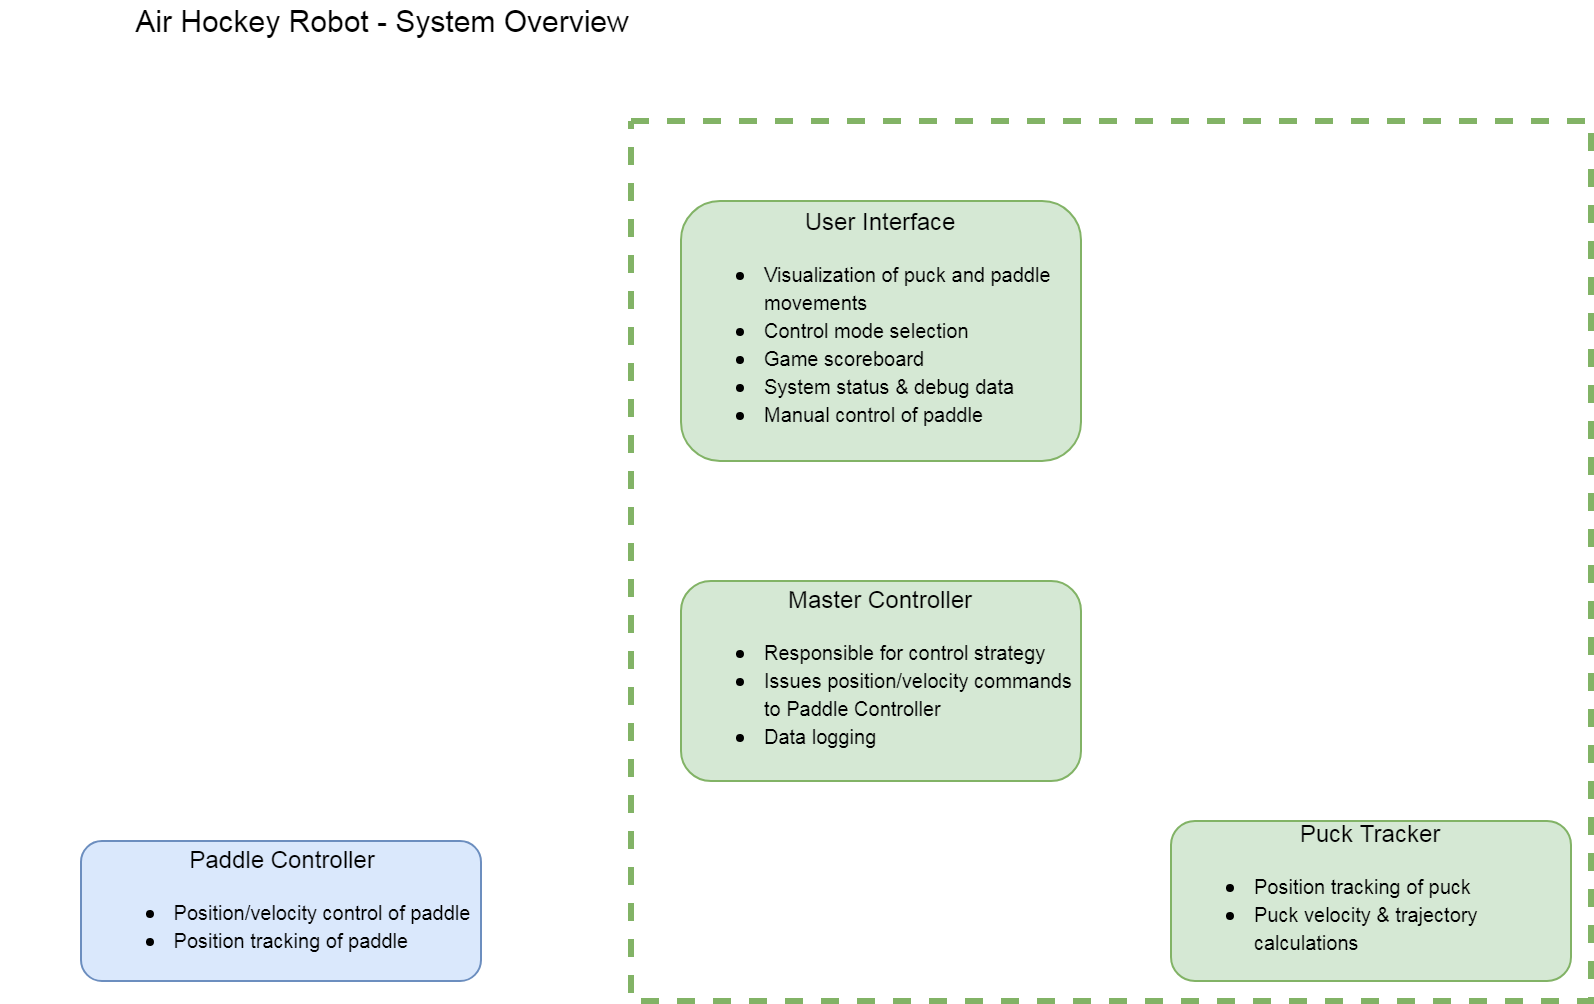 Air Hockey Robot - System Overview
User Interface
Visualization of puck and paddle
movements
Control mode selection
Game scoreboard
System status & debug data
Manual control of paddle
Master Controller
Responsible for control strategy
Issues position/velocity commands
to Paddle Controller
Data logging
Paddle Controller
Position/velocity control of paddle
Position tracking of paddle
Puck Tracker
Position tracking of puck
Puck velocity & trajectory
calculations